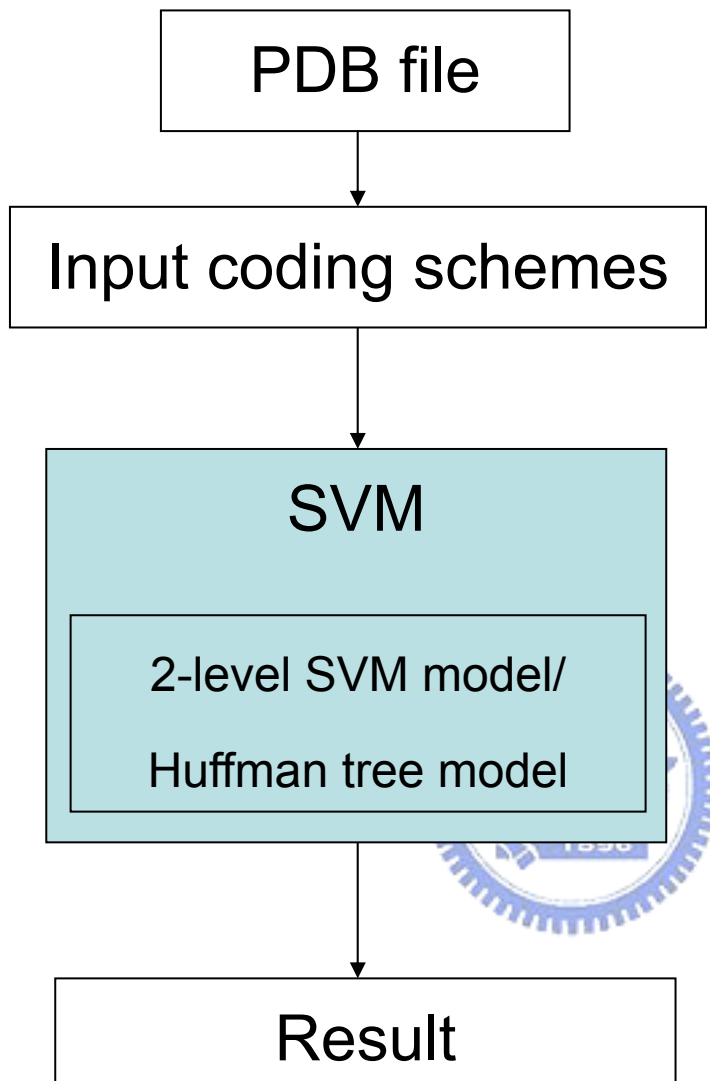 PDB file
Input coding schemes
SVM
2-level SVM model/
Huffman tree model
Result